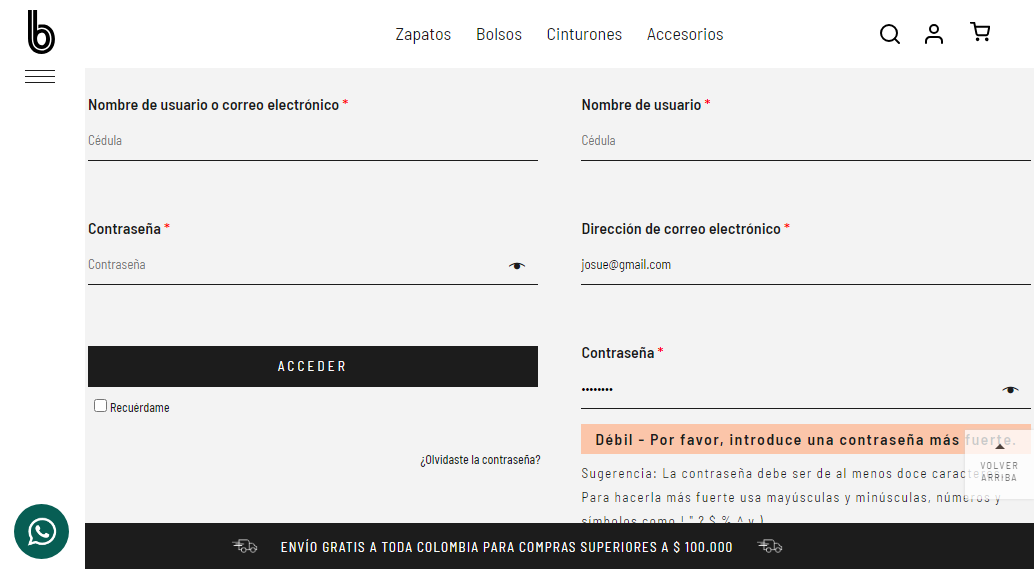 b
Zapatos Bolsos Cinturones Accesorios
Nombre de usuario o correo electrónico *
Cédula
Contraseña *
Contraseña
ACCEDER
Recuérdame
¿Olvidaste la contraseña?
Nombre de usuario *
Cédula
Dirección de correo electrónico *
josue@gmail.com
Contraseña *
••••••••
Débil - Por favor, introduce una contraseña más fuerte.
Sugerencia: La contraseña debe ser de al menos doce caracteres.
Para hacerla más fuerte usa mayúsculas y minúsculas, números y
símbolos como ! " ? $ % ^ y )
VOLVER
ARRIBA
ENVÍO GRATIS A TODA COLOMBIA PARA COMPRAS SUPERIORES A $ 100.000